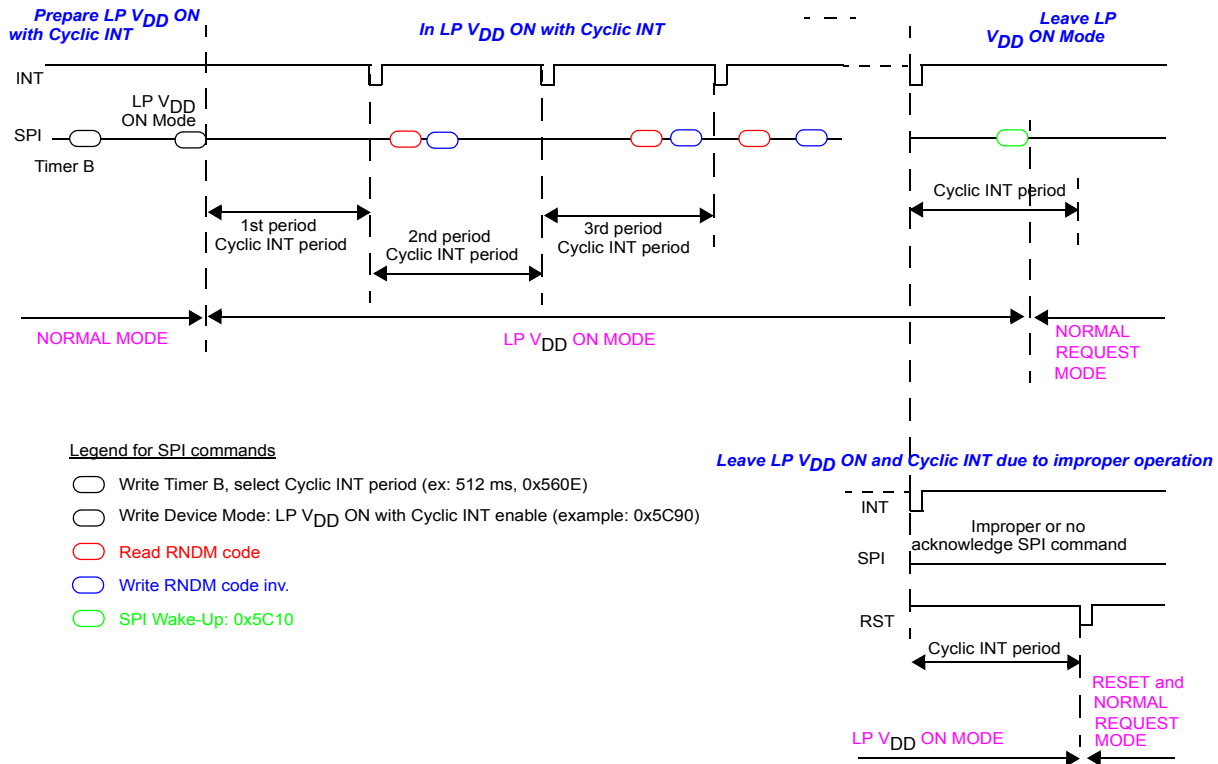 Prepare LP VDD ON
with Cyclic INT
In LP VDD ON with Cyclic INT
Leave LP
VDD ON Mode
INT
LP VDD
ON Mode
SPI
Timer B
1st period
Cyclic INT period
2nd period
Cyclic INT period
3rd period
Cyclic INT period
Cyclic INT period
NORMAL MODE
LP VDD ON MODE
NORMAL
REQUEST
MODE
Legend for SPI commands
Write Timer B, select Cyclic INT period (ex: 512 ms, 0x560E)
Write Device Mode: LP VDD ON with Cyclic INT enable (example: 0x5C90)
Read RNDM code
Write RNDM code inv.
SPI Wake-Up: 0x5C10
Leave LP VDD ON and Cyclic INT due to improper operation
INT
Improper or no
acknowledge SPI command
SPI
RST
Cyclic INT period
RESET and
NORMAL
REQUEST
MODE
LP VDD ON MODE